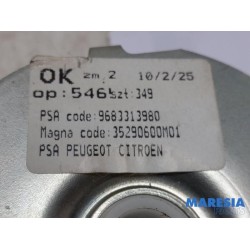 OK zm.2 10/2/25
op:546 szt:349
PSA code:9683313980
Magna code:35290600M01
PSA PEUGEOT CITROEN
MARESIA